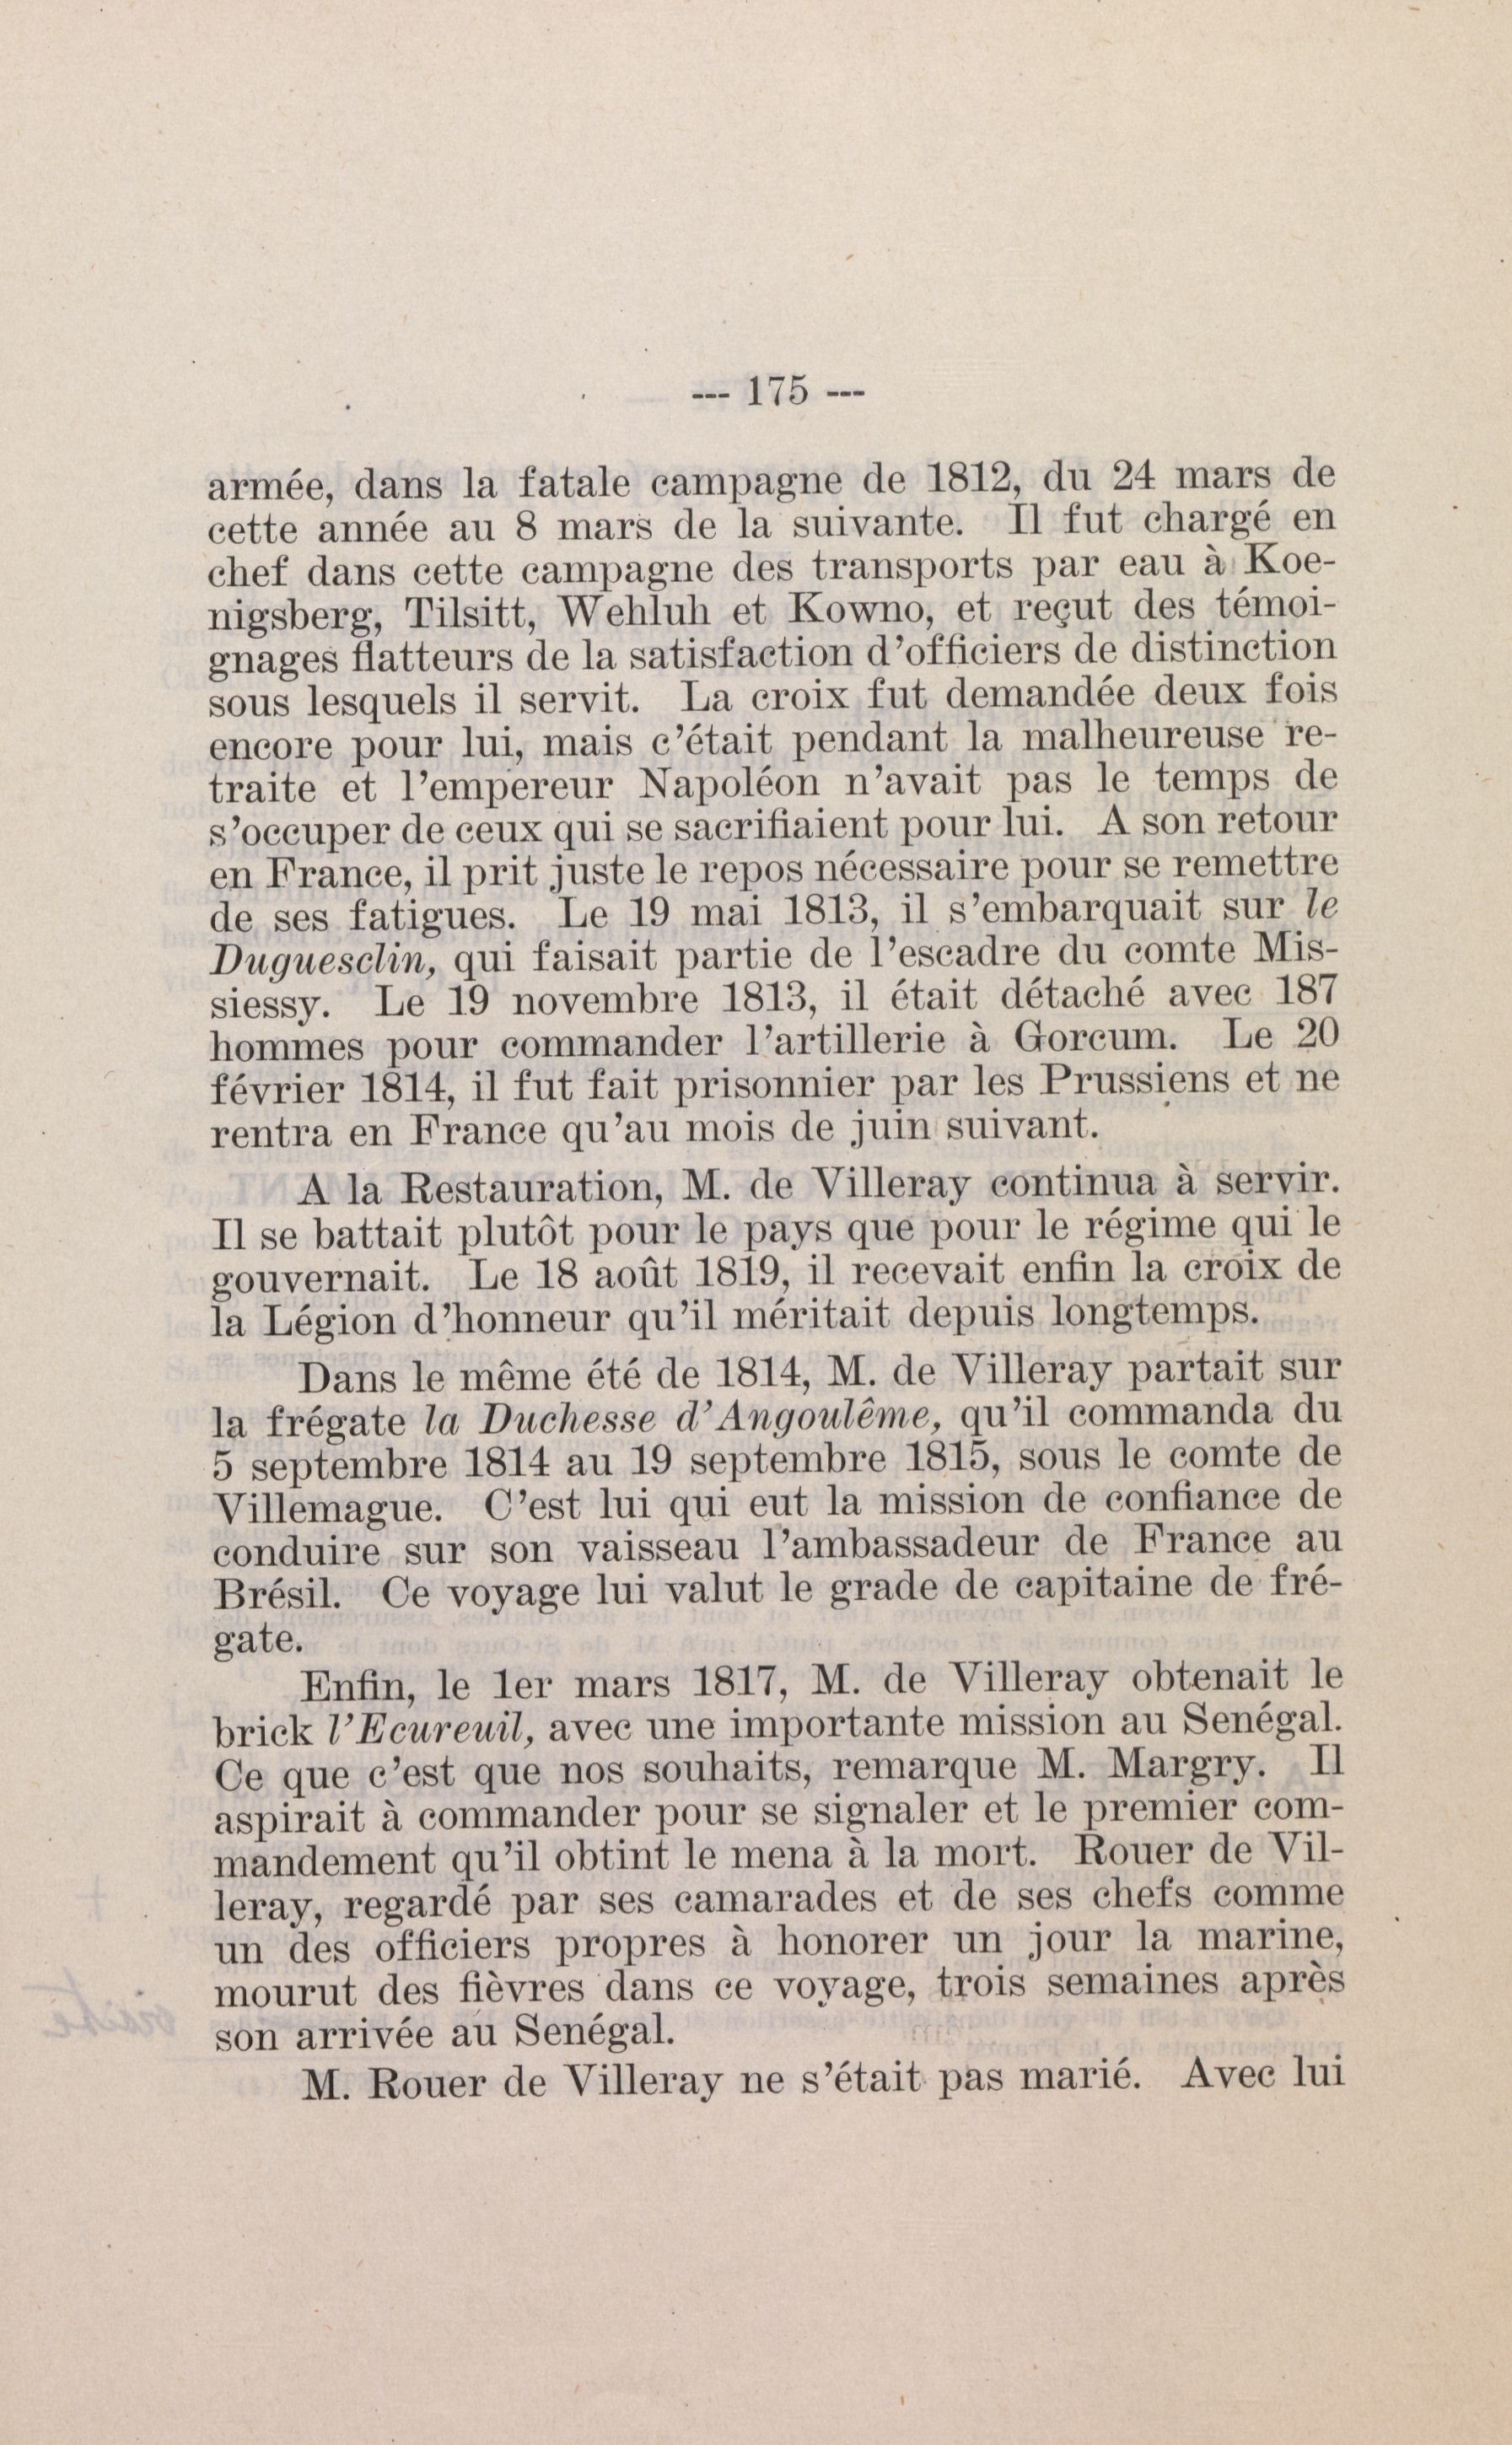 --- 175 ---
armée, dans la fatale campagne de 1812, du 24 mars de
cette année au 8 mars de la suivante. Il fut chargé en
chef dans cette campagne des transports par eau à Koe-
nigsberg, Tilsitt, Wehluh et Kowno, et reçut des témoi-
gnages flatteurs de la satisfaction d'officiers de distinction
sous lesquels il servit. La croix fut demandée deux fois
encore pour lui, mais c'était pendant la malheureuse re-
traite et l'empereur Napoléon n'avait pas le temps de
s'occuper de ceux qui se sacrifiaient pour lui. A son retour
en France, il prit juste le repos nécessaire pour se remettre
de ses fatigues. Le 19 mai 1813, il s'embarquait sur le
Duguesclin, qui faisait partie de l'escadre du comte Mis-
siessy. Le 19 novembre 1813, il était détaché avec 187
hommes pour commander l'artillerie à Gorcum. Le 20
février 1814, il fut fait prisonnier par les Prussiens et ne
rentra en France qu'au mois de juin suivant.
A la Restauration, M. de Villeray continua à servir.
Il se battait plutôt pour le pays que pour le régime qui le
gouvernait. Le 18 août 1819, il recevait enfin la croix de
la Légion d'honneur qu'il méritait depuis longtemps.
Dans le même été de 1814, M. de Villeray partait sur
la frégate la Duchesse d'Angoulême, qu'il commanda du
5 septembre 1814 au 19 septembre 1815, sous le comte de
Villemague. C'est lui qui eut la mission de confiance de
conduire sur son vaisseau l'ambassadeur de France au
Brésil. Ce voyage lui valut le grade de capitaine de fré-
gate.
Enfin, le 1er mars 1817, M. de Villeray obtenait le
brick l'Ecureuil, avec une importante mission au Senégal.
Ce que c'est que nos souhaits, remarque M. Margry. Il
aspirait à commander pour se signaler et le premier com-
mandement qu'il obtint le mena à la mort. Rouer de Vil-
leray, regardé par ses camarades et de ses chefs comme
un des officiers propres à honorer un jour la marine,
mourut des fièvres dans ce voyage, trois semaines après
son arrivée au Senégal.
M. Rouer de Villeray ne s'était pas marié. Avec lui